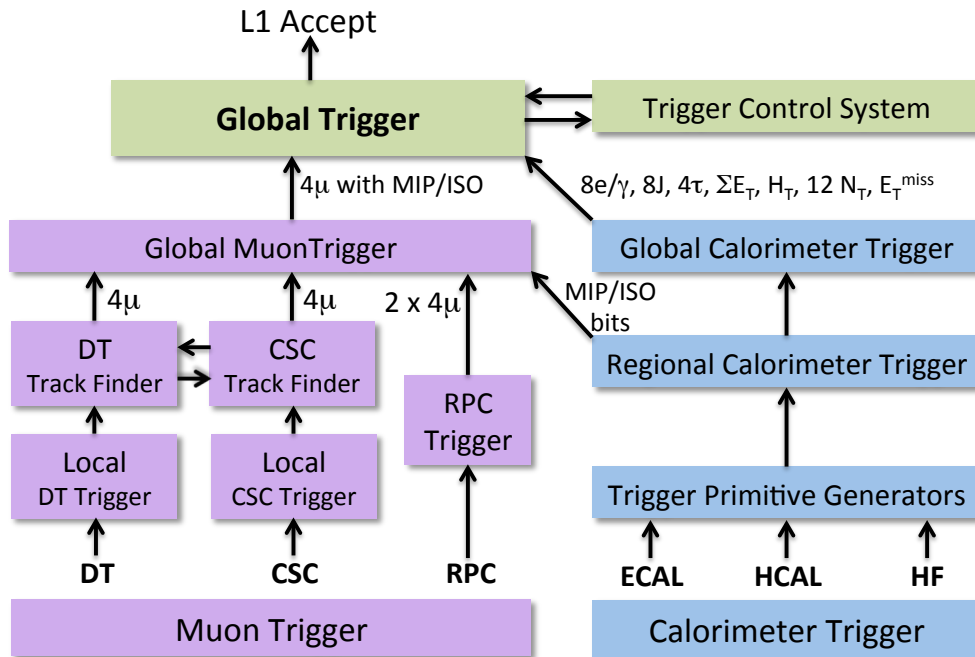 L1 Accept
Global Trigger
Trigger Control System
4μ with MIP/ISO
8e/γ, 8J, 4τ, ΣE_T, H_T, 12 N_T, E_T^miss
Global MuonTrigger
Global Calorimeter Trigger
4μ
4μ
2 x 4μ
MIP/ISO
bits
DT
Track Finder
CSC
Track Finder
Regional Calorimeter Trigger
RPC
Trigger
Local
DT Trigger
Local
CSC Trigger
Trigger Primitive Generators
DT
CSC
RPC
ECAL
HCAL
HF
Muon Trigger
Calorimeter Trigger